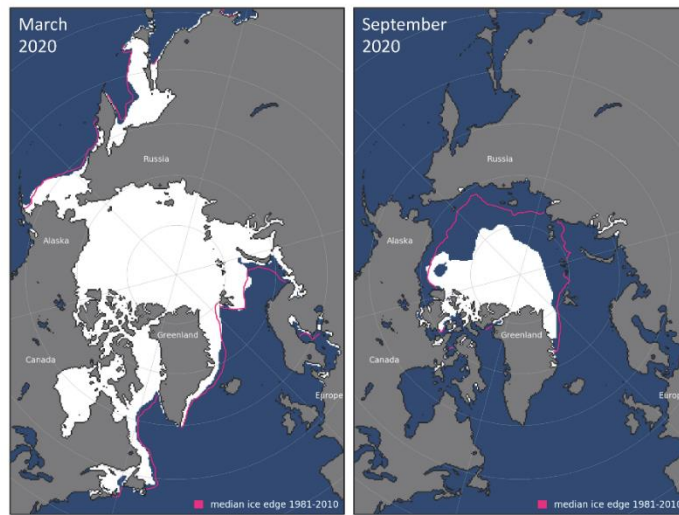 March
2020
Russia
Alaska
Greenland
Canada
Europe
median ice edge 1981-2010
September
2020
Russia
Alaska
Greenland
Canada
Europe
median ice edge 1981-2010